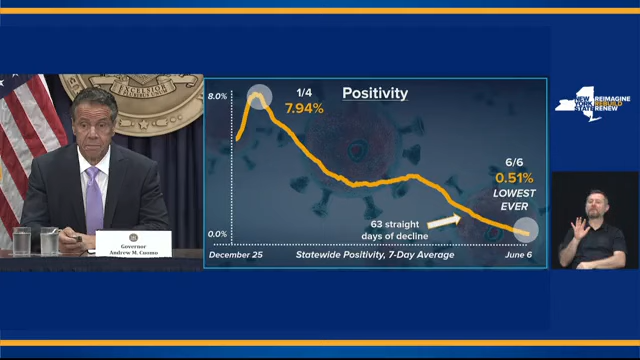 EXCELSIOR
Governor
Andrew M. Cuomo
Positivity
8.0%
1/4
7.94%
6/6
0.51%
LOWEST
EVER
63 straight
days of decline
0.0%
December 25
Statewide Positivity, 7-Day Average
June 6
NEW
YORK
STATE
REIMAGINE
REBUILD
RENEW